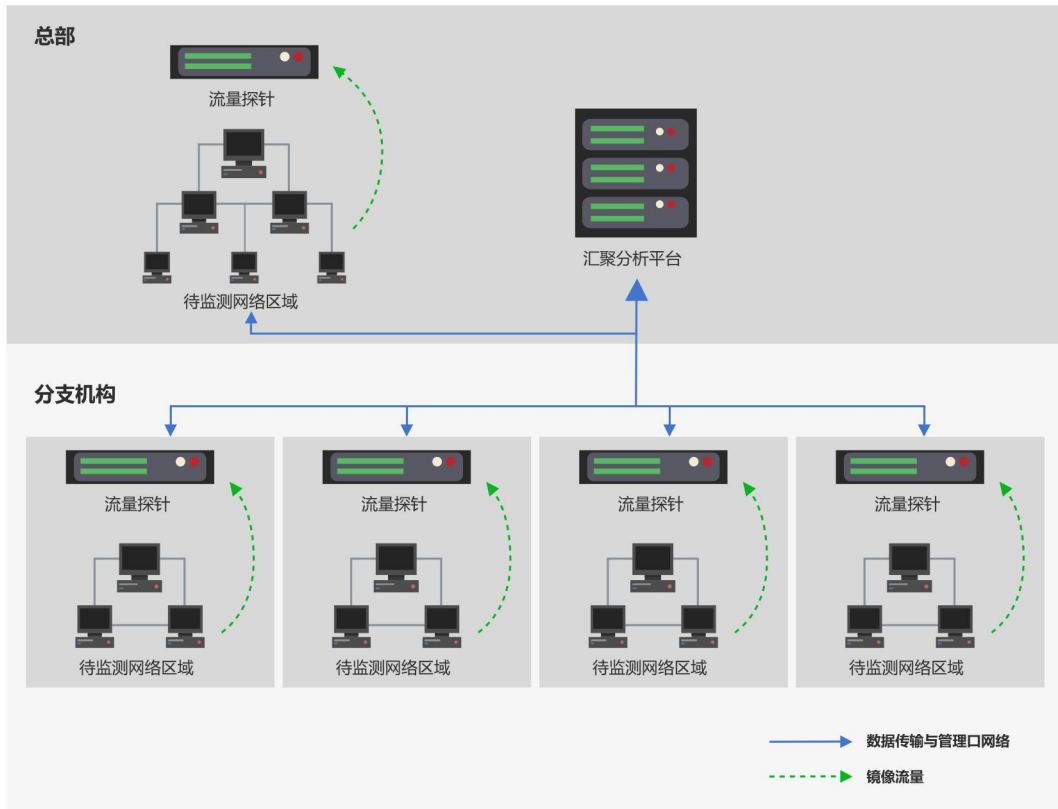 总部
流量探针
汇聚分析平台
待监测网络区域
分支机构
流量探针
流量探针
流量探针
流量探针
待监测网络区域
待监测网络区域
待监测网络区域
待监测网络区域
数据传输与管理口网络
镜像流量